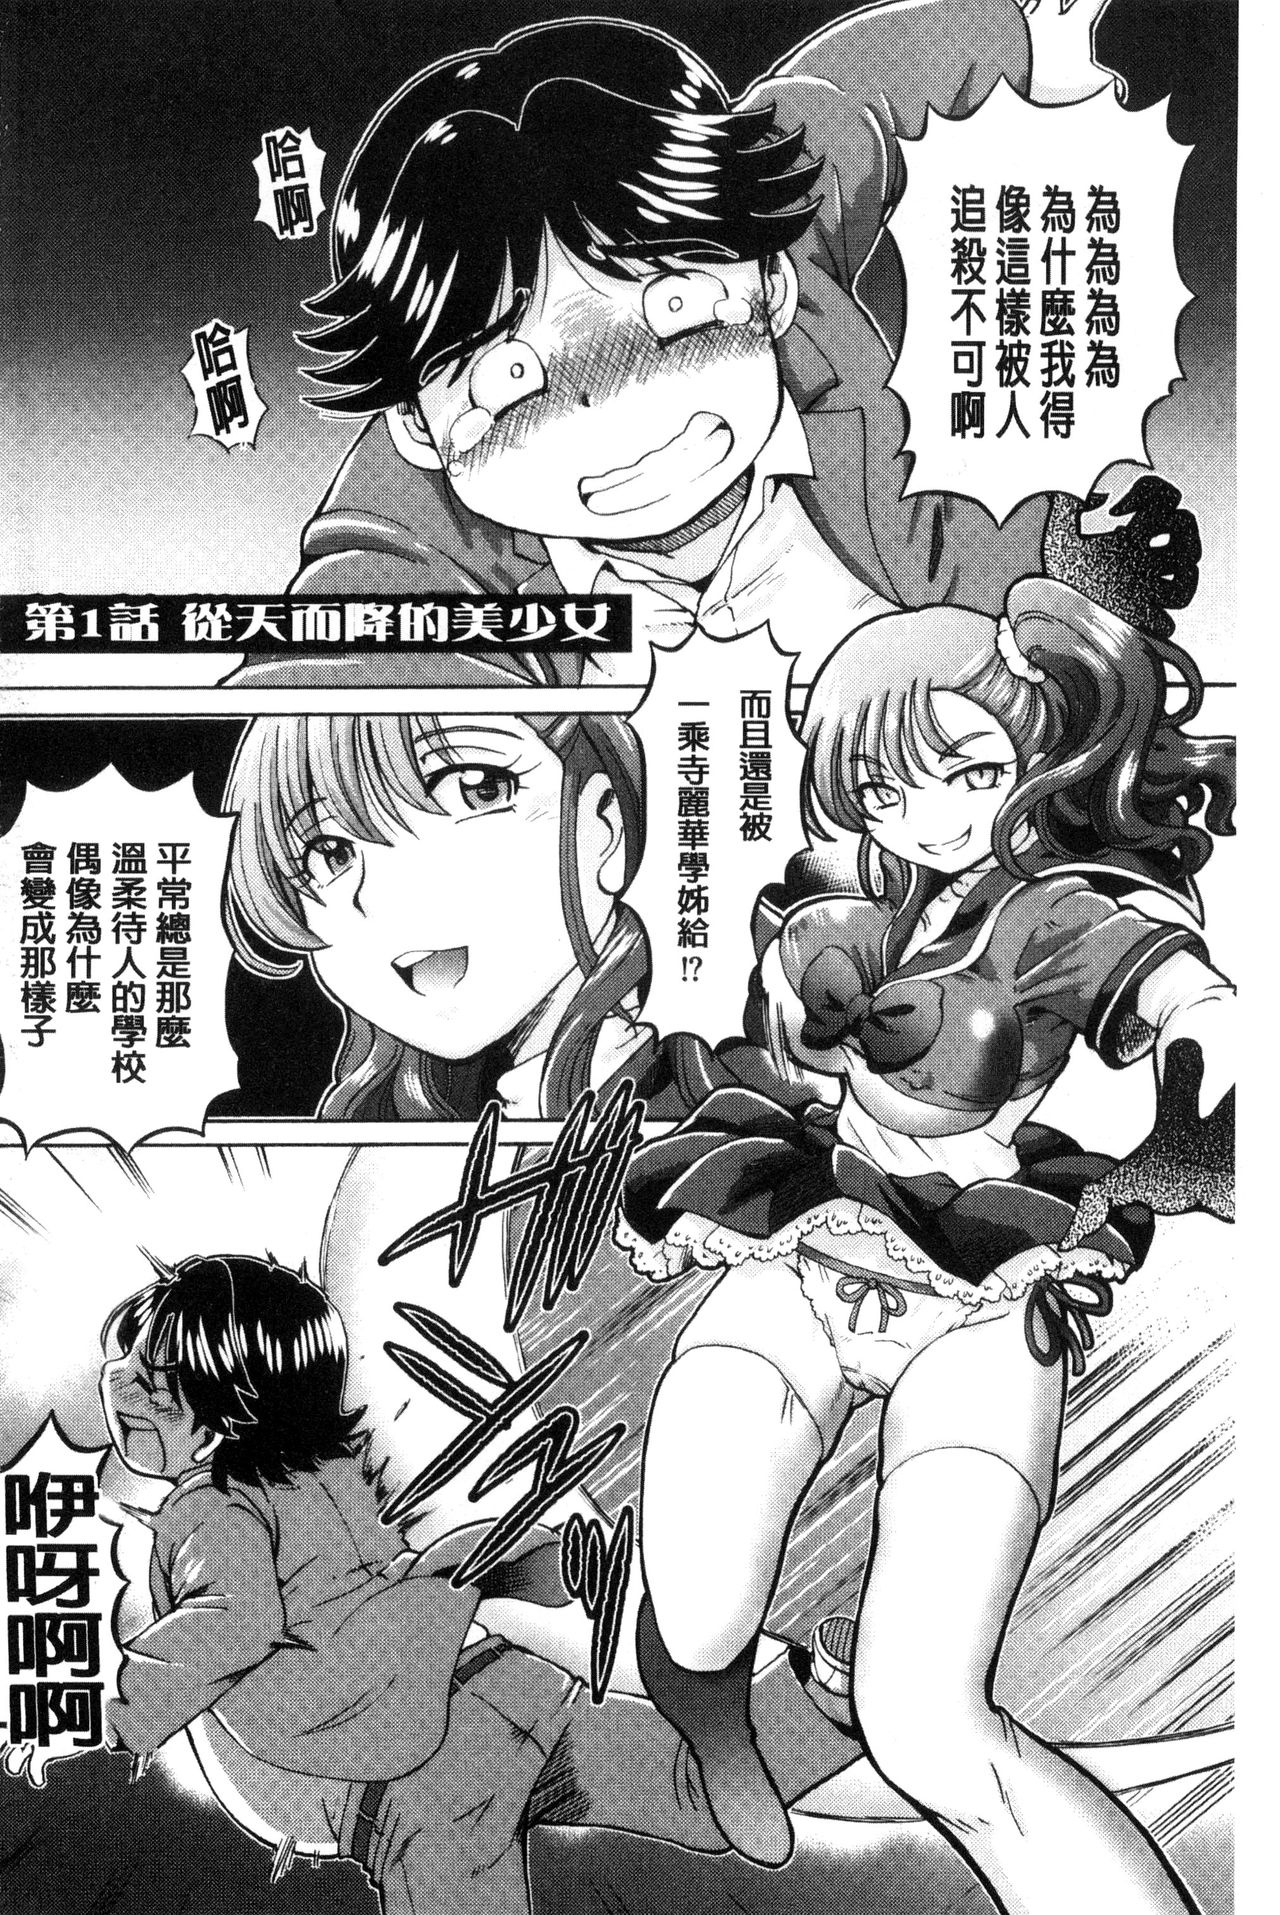 為為為為
為什麼我得
像這樣被人
追殺不可啊
哈啊
哈啊
第1話 從天而降的美少女
而且還是被
一乘寺麗華學姊給!?
平常總是那麼
溫柔待人的學校
偶像為什麼
會變成那樣子
咿呀啊啊